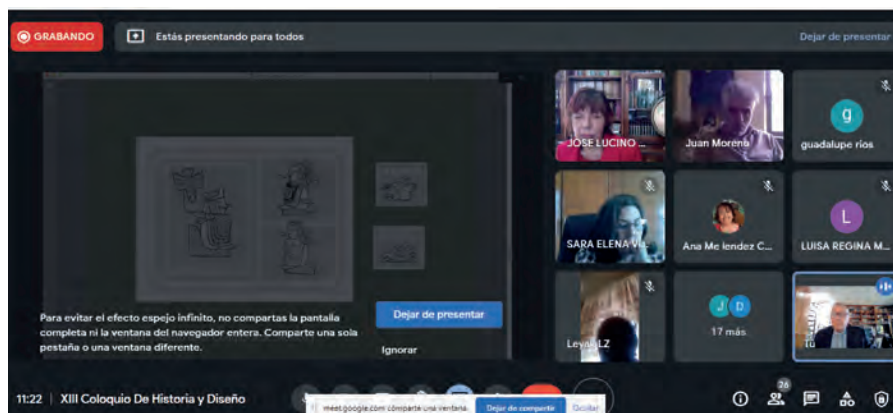 GRABANDO
Estás presentando para todos
Dejar de presentar
Para evitar el efecto espejo infinito, no compartas la pantalla
completa ni la ventana del navegador entera. Comparte una sola
pestaña o una ventana diferente.
Dejar de presentar
Ignorar
JOSE LUCINO ...
Juan Moreno
g
guadalupe rios
SARA ELENA
Ana Me lendez C...
L
LUISA REGINA M...
LZ
J D
17 más
11:22 | XIII Coloquio De Historia y Diseño
meet.google.com comparte una ventana.
Dejar de compartir
Ocultar
26